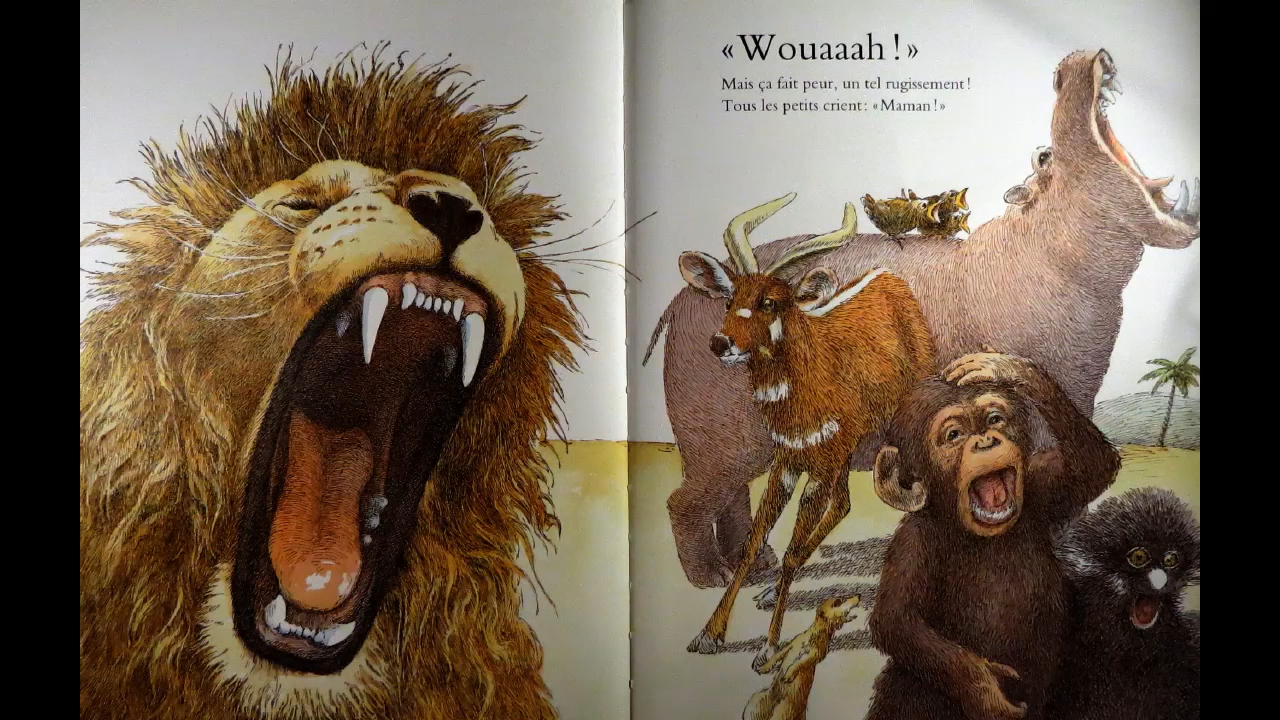 «Wouaaah!»
Mais ça fait peur, un tel rugissement!
Tous les petits crient: «Maman!»